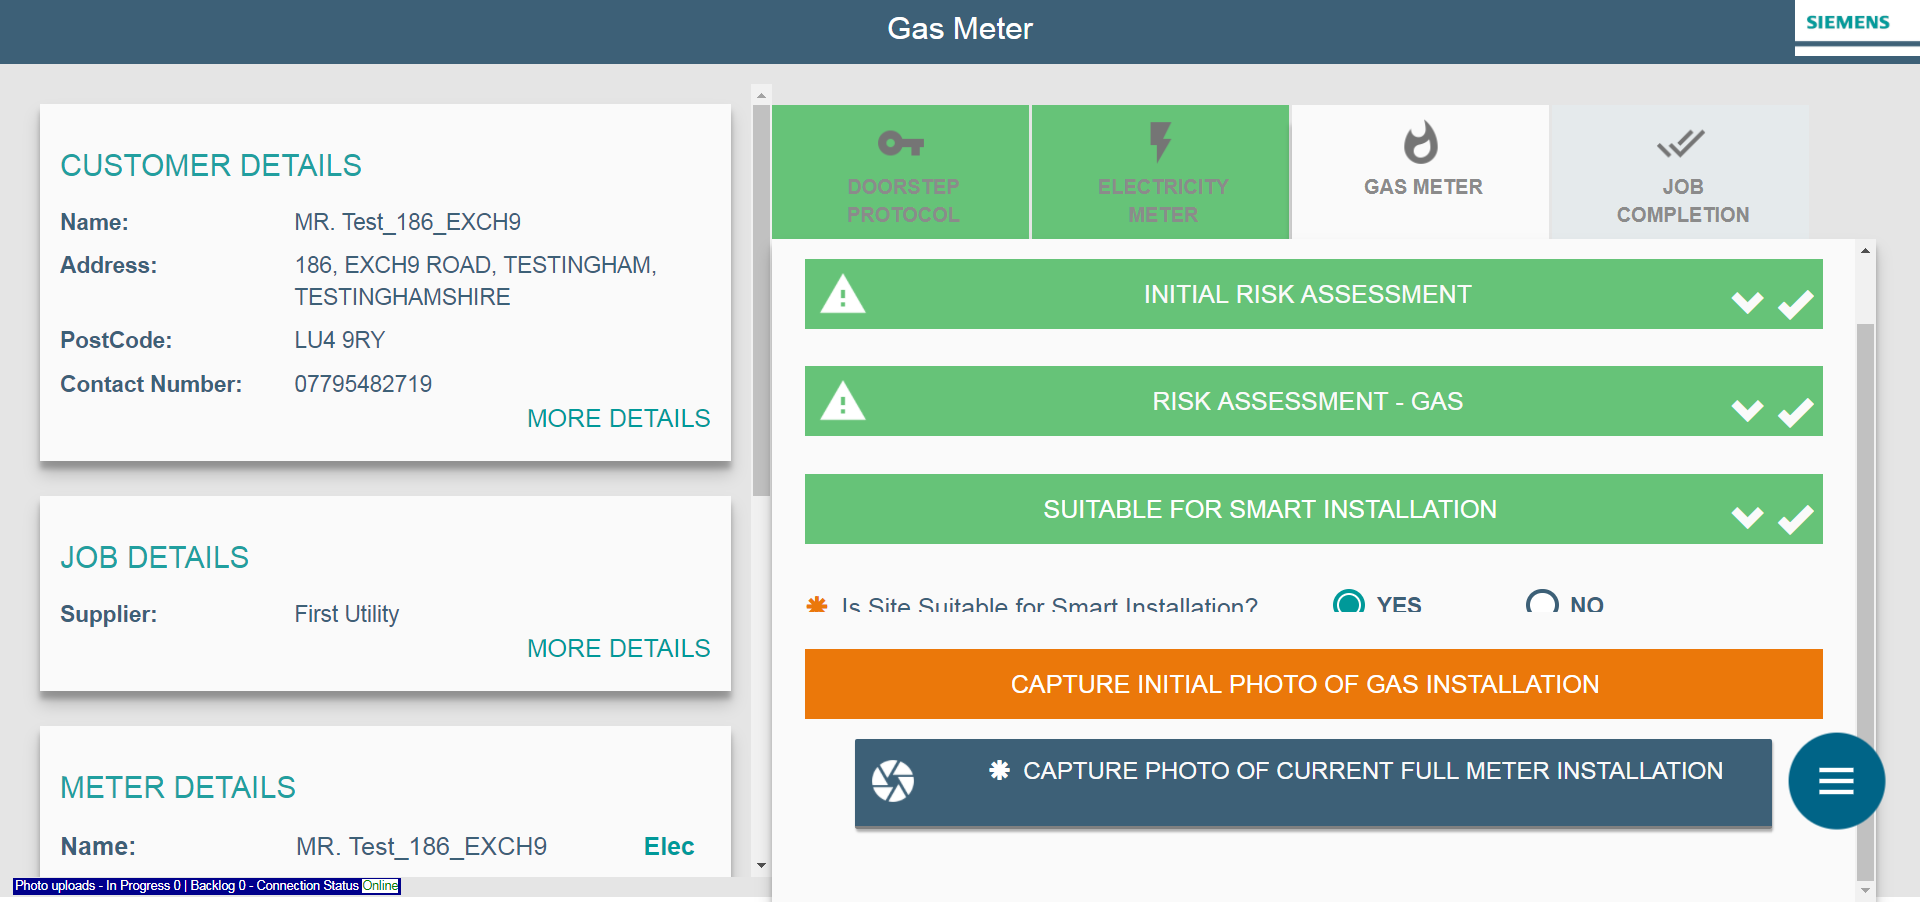 Gas Meter
SIEMENS
CUSTOMER DETAILS
Name: MR. Test_186_EXCH9
Address: 186, EXCH9 ROAD, TESTINGHAM,
TESTINGHAMSHIRE
PostCode: LU4 9RY
Contact Number: 07795482719
MORE DETAILS
JOB DETAILS
Supplier: First Utility
MORE DETAILS
METER DETAILS
Name: MR. Test_186_EXCH9 Elec
Photo uploads - In Progress 0 | Backlog 0 - Connection Status Online
DOORSTEP
PROTOCOL
ELECTRICITY
METER
GAS METER
JOB
COMPLETION
INITIAL RISK ASSESSMENT
RISK ASSESSMENT - GAS
SUITABLE FOR SMART INSTALLATION
Is Site Suitable for Smart Installation? YES NO
CAPTURE INITIAL PHOTO OF GAS INSTALLATION
CAPTURE PHOTO OF CURRENT FULL METER INSTALLATION